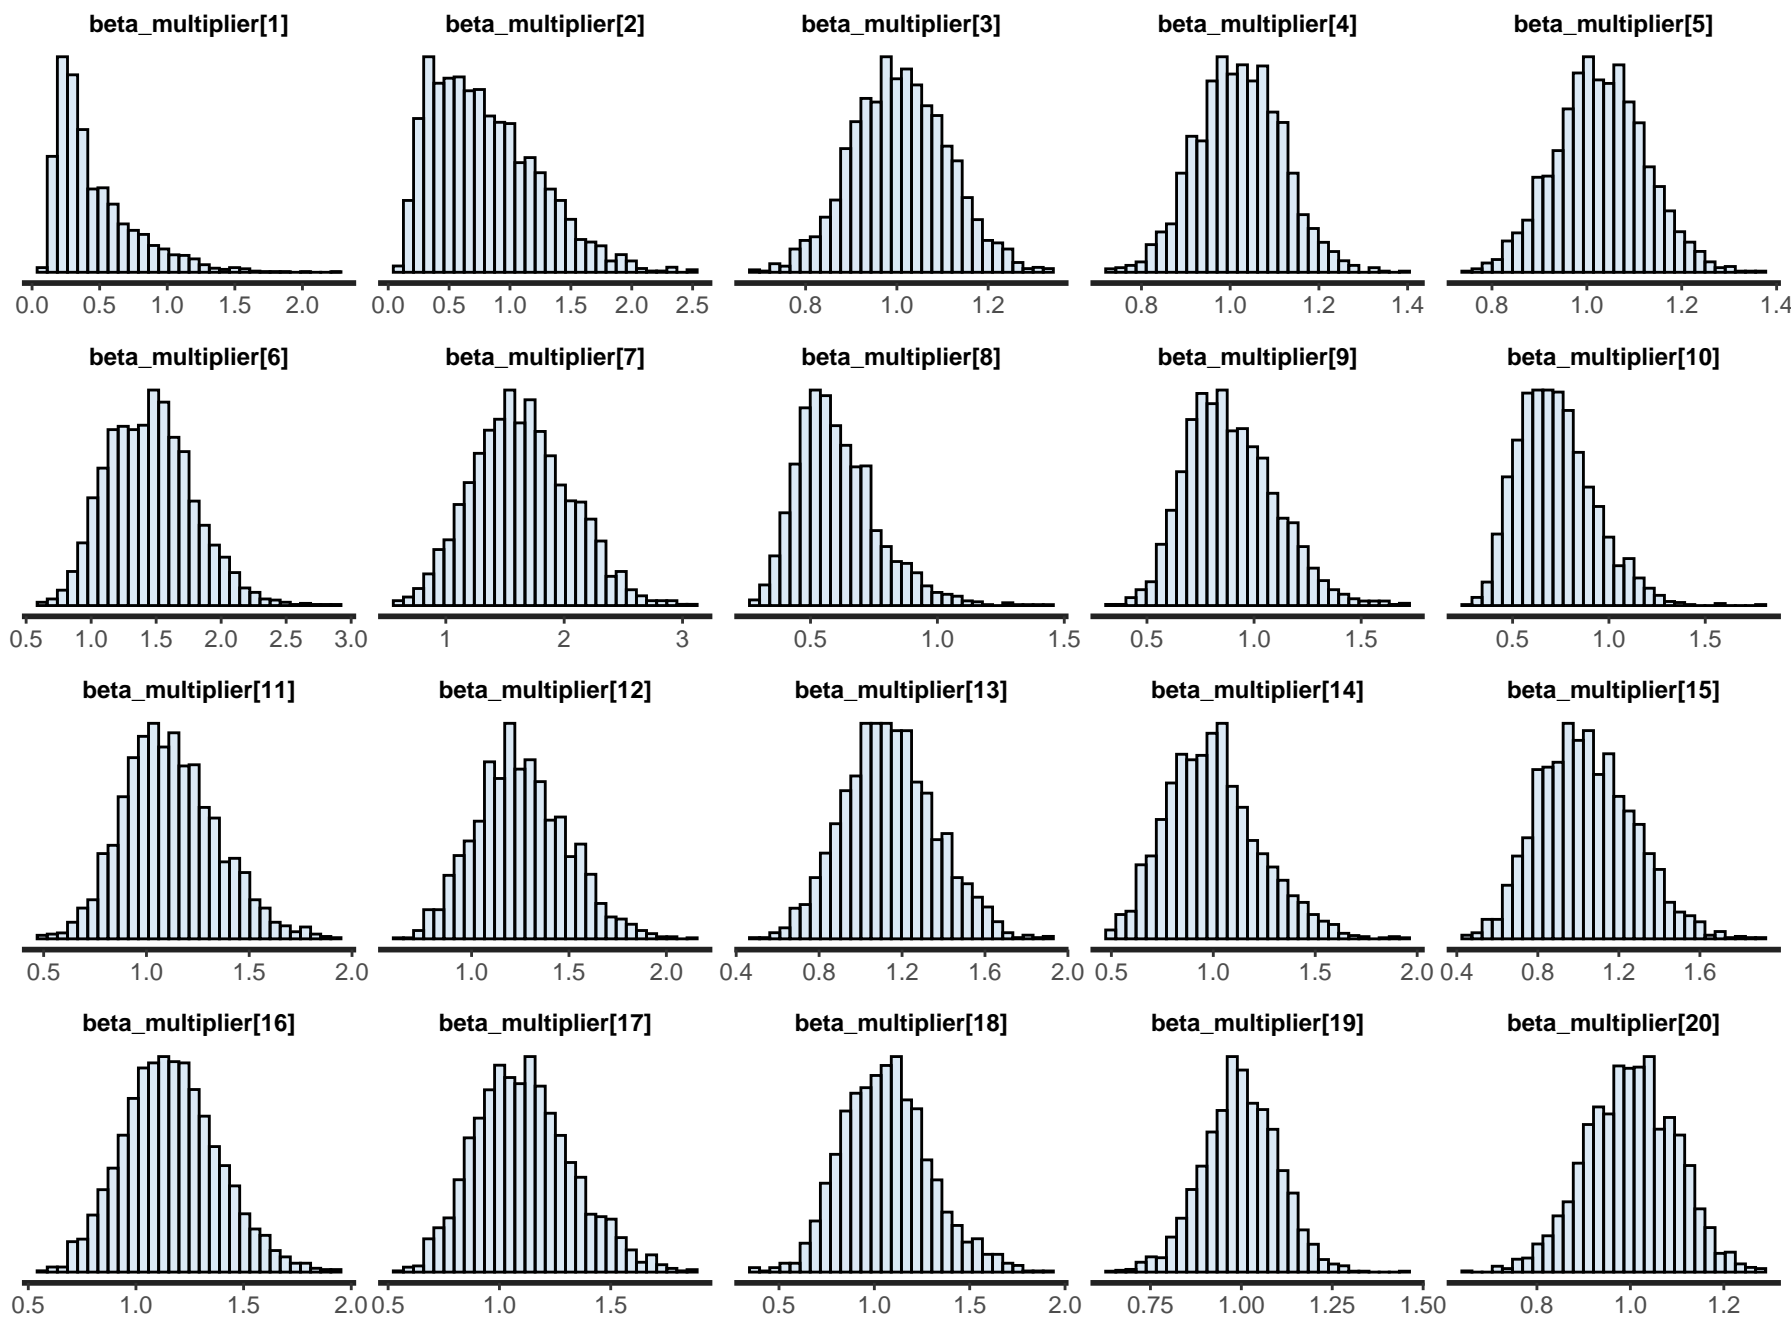 beta_multiplier[1] beta_multiplier[2] beta_multiplier[3] beta_multiplier[4] beta_multiplier[5]
0.0 0.5 1.0 1.5 2.0 0.0 0.5 1.0 1.5 2.0 2.5 0.8 1.0 1.2 0.8 1.0 1.2 1.4 0.8 1.0 1.2 1.4
beta_multiplier[6] beta_multiplier[7] beta_multiplier[8] beta_multiplier[9] beta_multiplier[10]
0.5 1.0 1.5 2.0 2.5 3.0 1 2 3 0.5 1.0 1.5 0.5 1.0 1.5 0.5 1.0 1.5
beta_multiplier[11] beta_multiplier[12] beta_multiplier[13] beta_multiplier[14] beta_multiplier[15]
0.5 1.0 1.5 2.0 1.0 1.5 2.0 0.4 0.8 1.2 1.6 2.0 0.5 1.0 1.5 2.0 0.4 0.8 1.2 1.6
beta_multiplier[16] beta_multiplier[17] beta_multiplier[18] beta_multiplier[19] beta_multiplier[20]
0.5 1.0 1.5 2.0 0.5 1.0 1.5 0.5 1.0 1.5 2.0 0.75 1.00 1.25 1.50 0.8 1.0 1.2